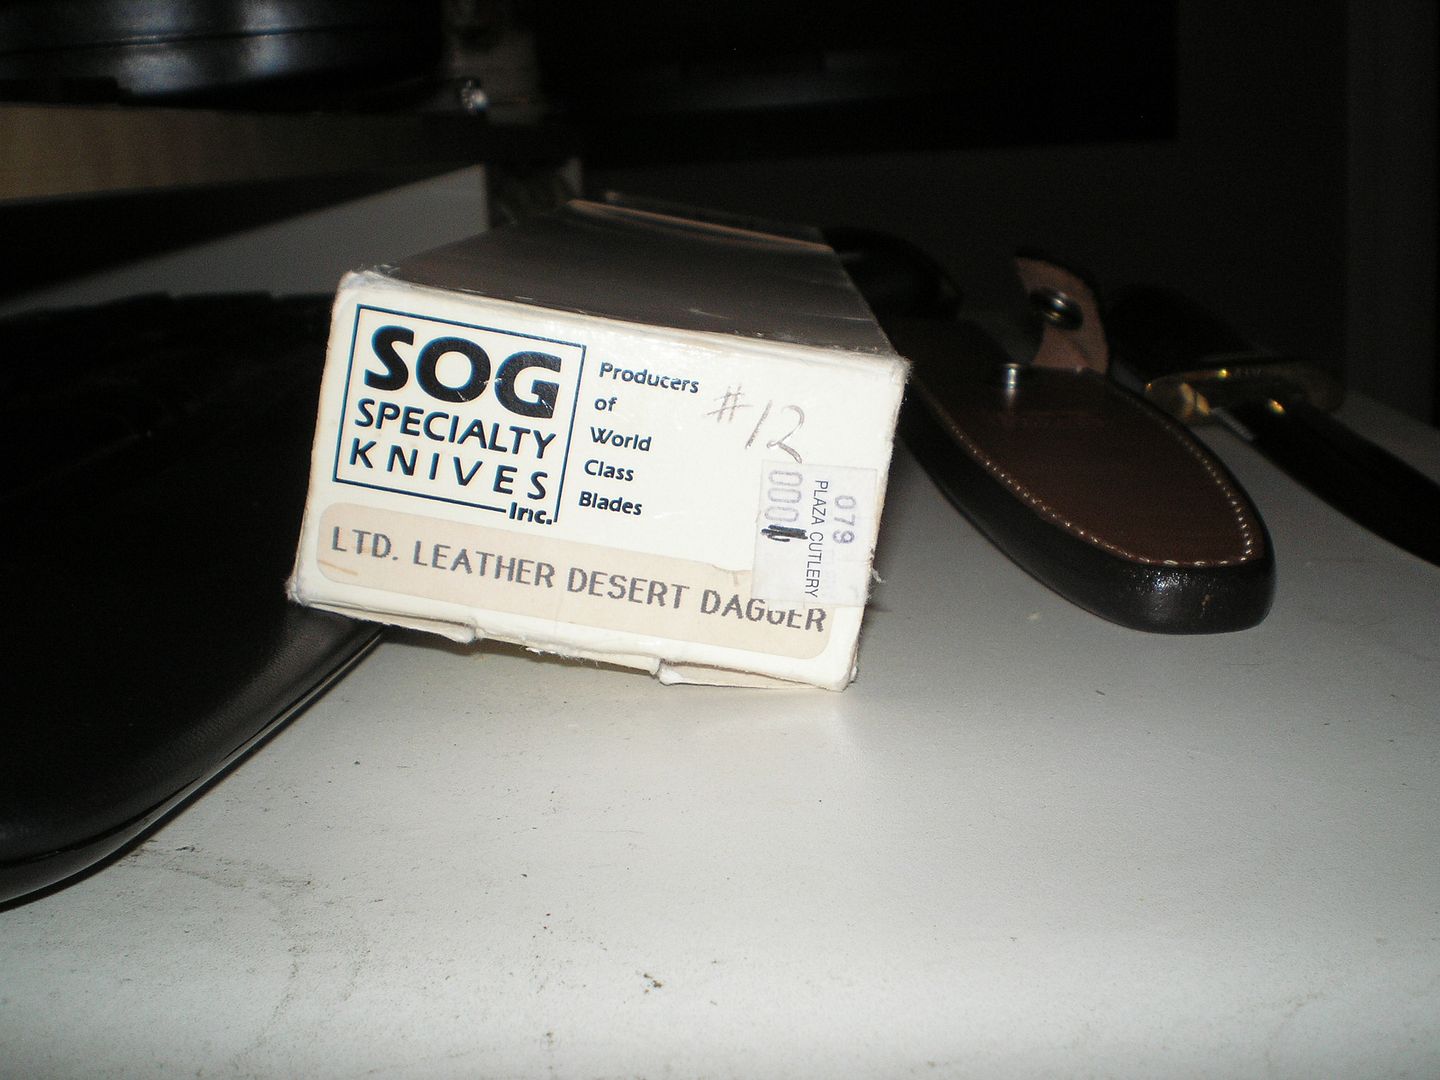 SOG
SPECIALTY
KNIVES
Inc.
Producers
of
World
Class
Blades
#12
LTD. LEATHER DESERT DAGGER
079
PLAZA CUTLERY